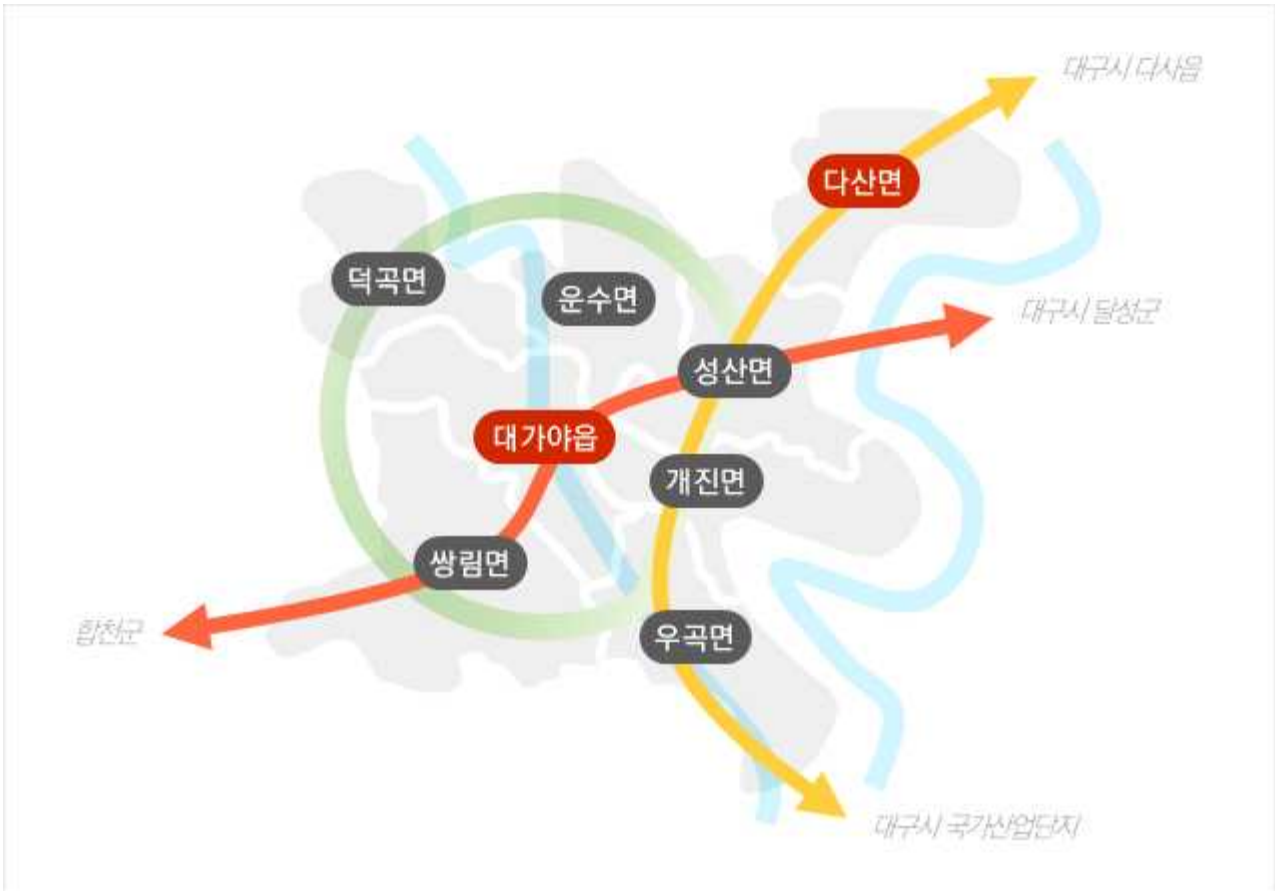 대구시 다사읍
다산면
덕곡면
운수면
대구시 달성군
성산면
대가야읍
개진면
쌍림면
합천군
우곡면
대구시 국가산업단지